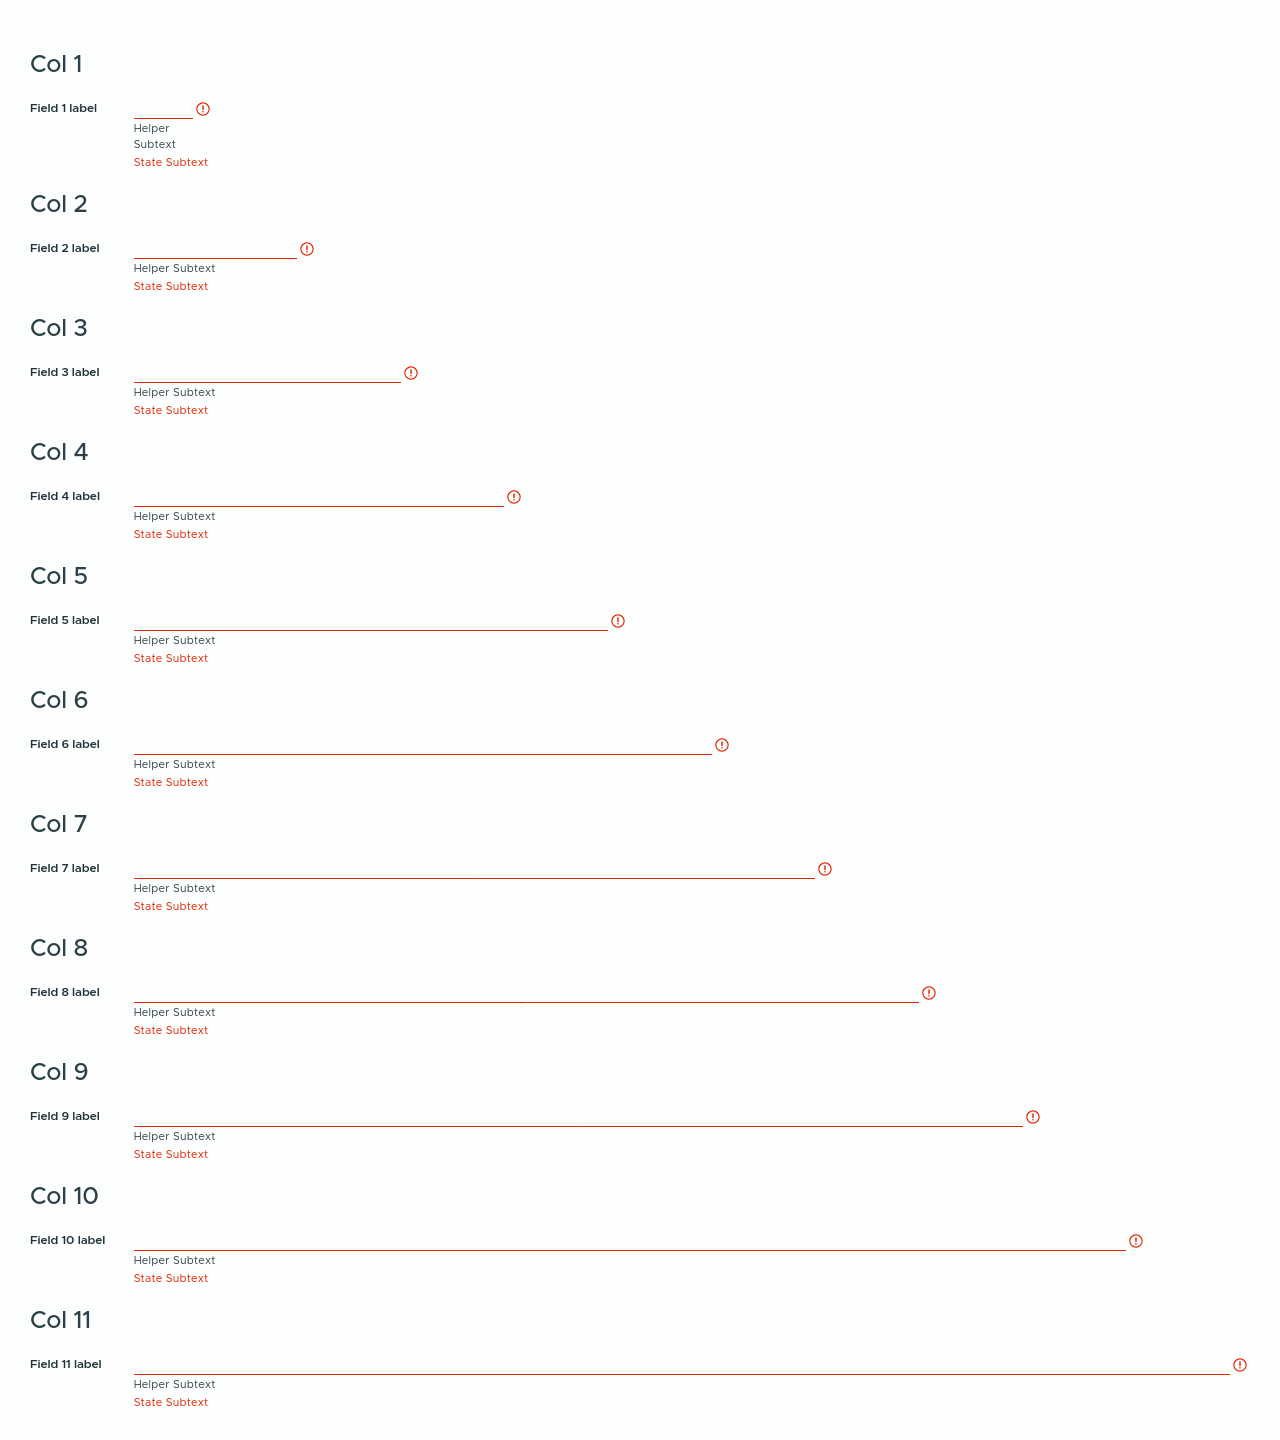 Col 1
Field 1 label
Helper
Subtext
State Subtext
Col 2
Field 2 label
Helper Subtext
State Subtext
Col 3
Field 3 label
Helper Subtext
State Subtext
Col 4
Field 4 label
Helper Subtext
State Subtext
Col 5
Field 5 label
Helper Subtext
State Subtext
Col 6
Field 6 label
Helper Subtext
State Subtext
Col 7
Field 7 label
Helper Subtext
State Subtext
Col 8
Field 8 label
Helper Subtext
State Subtext
Col 9
Field 9 label
Helper Subtext
State Subtext
Col 10
Field 10 label
Helper Subtext
State Subtext
Col 11
Field 11 label
Helper Subtext
State Subtext